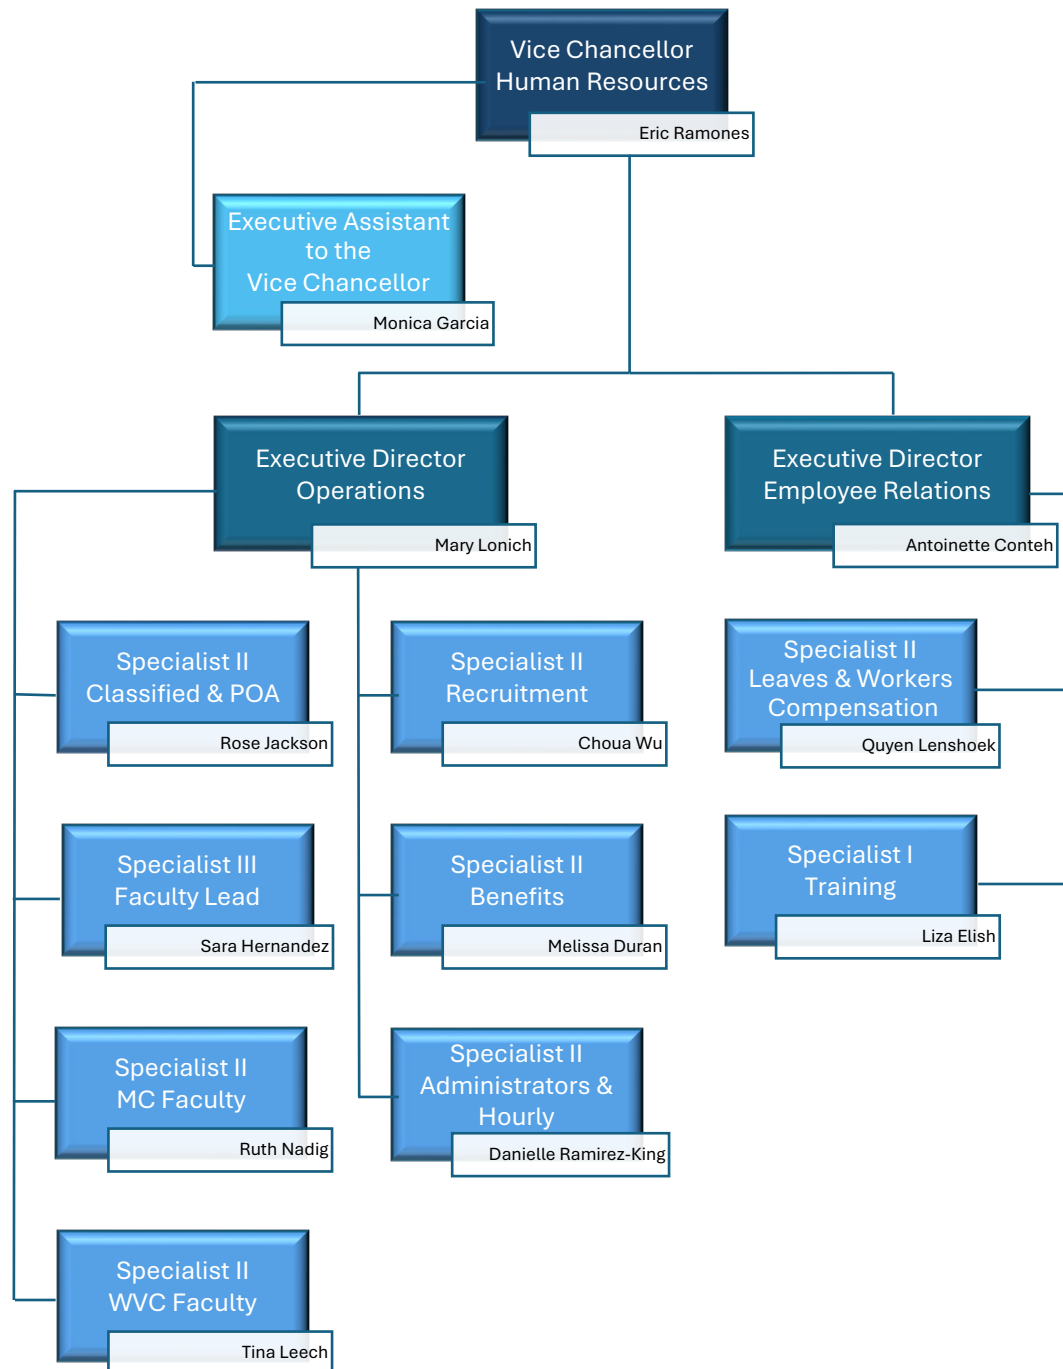 Vice Chancellor
Human Resources
Eric Ramones
Executive Assistant
to the
Vice Chancellor
Monica Garcia
Executive Director
Operations
Mary Lonich
Executive Director
Employee Relations
Antoinette Conteh
Specialist II
Classified & POA
Rose Jackson
Specialist II
Recruitment
Choua Wu
Specialist II
Leaves & Workers
Compensation
Quyen Lenshoek
Specialist III
Faculty Lead
Sara Hernandez
Specialist II
Benefits
Melissa Duran
Specialist I
Training
Liza Elish
Specialist II
MC Faculty
Ruth Nadig
Specialist II
Administrators &
Hourly
Danielle Ramirez-King
Specialist II
WVC Faculty
Tina Leech